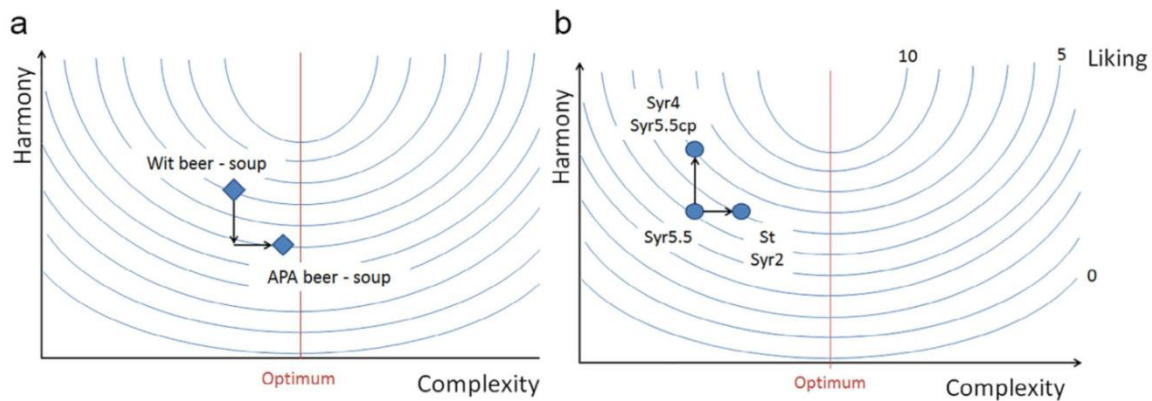 a
Harmony
Wit beer - soup
APA beer - soup
Optimum
Complexity
b
10
5
Liking
Harmony
Syr4
Syr5.5cp
Syr5.5
St
Syr2
0
Optimum
Complexity